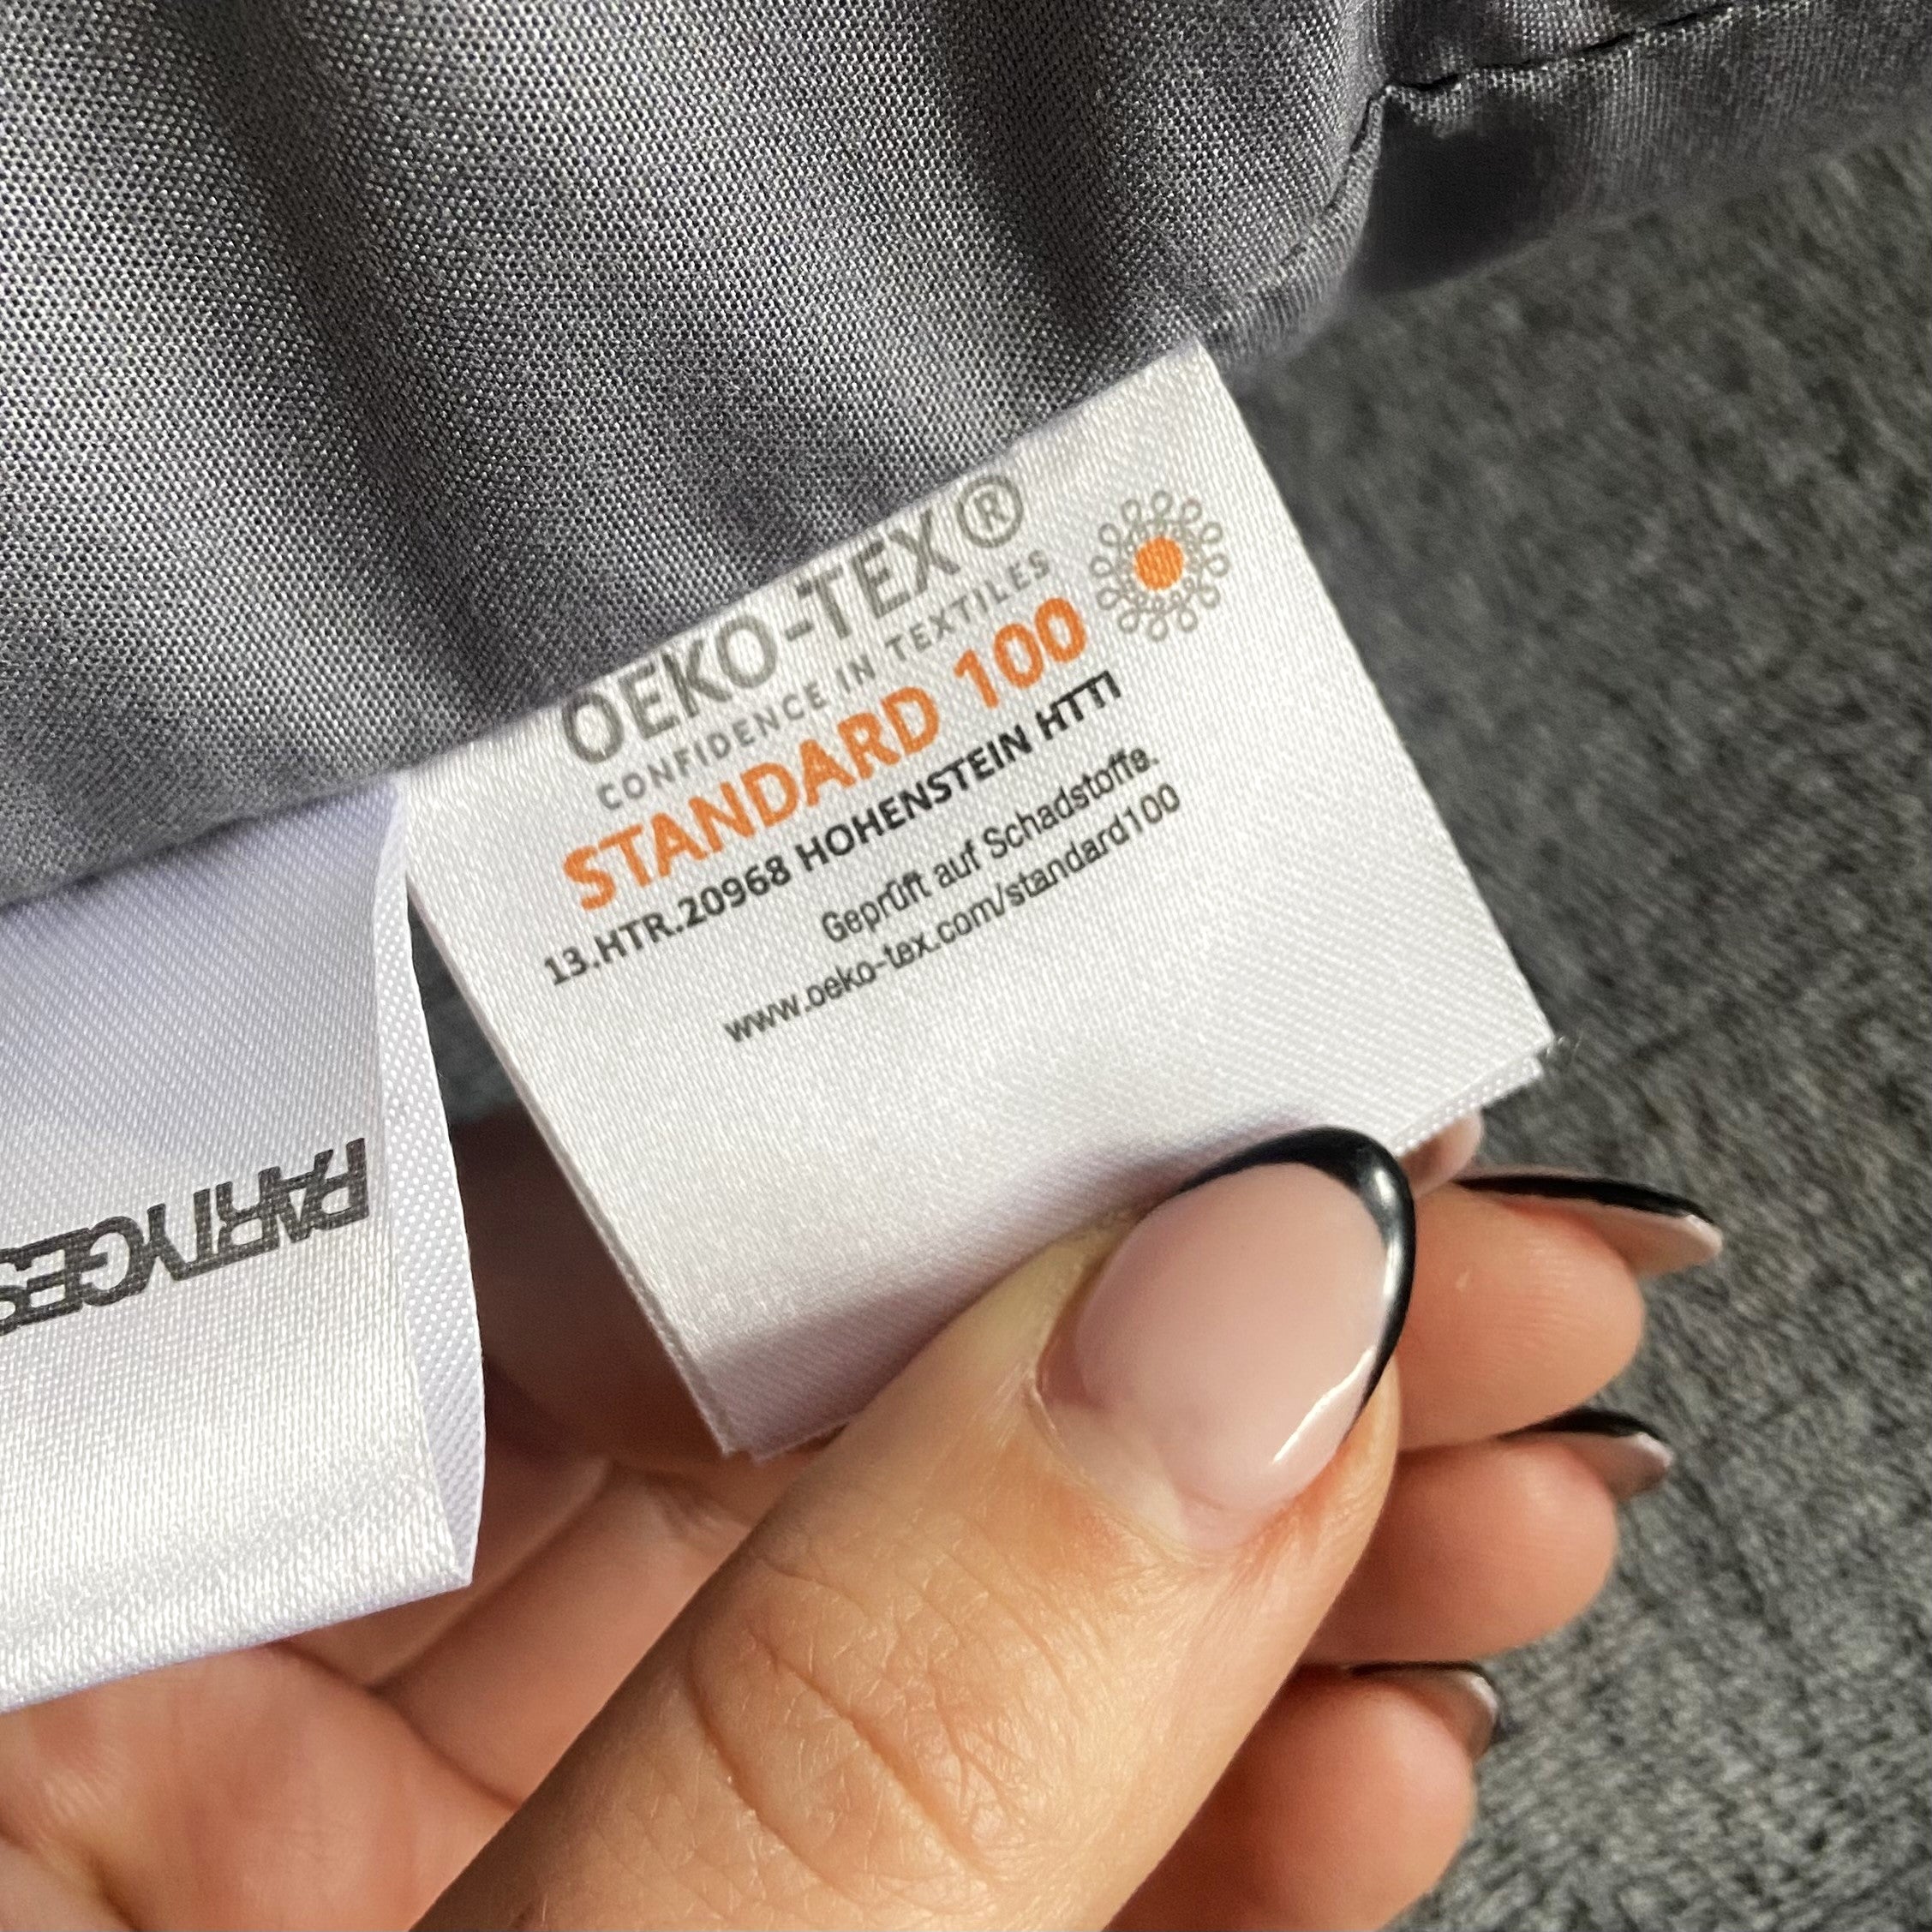 OEKO-TEX®
CONFIDENCE IN TEXTILES
STANDARD 100
13.HTR.20968 HOHENSTEIN HTTI
Geprüft auf Schadstoffe.
www.oeko-tex.com/standard100